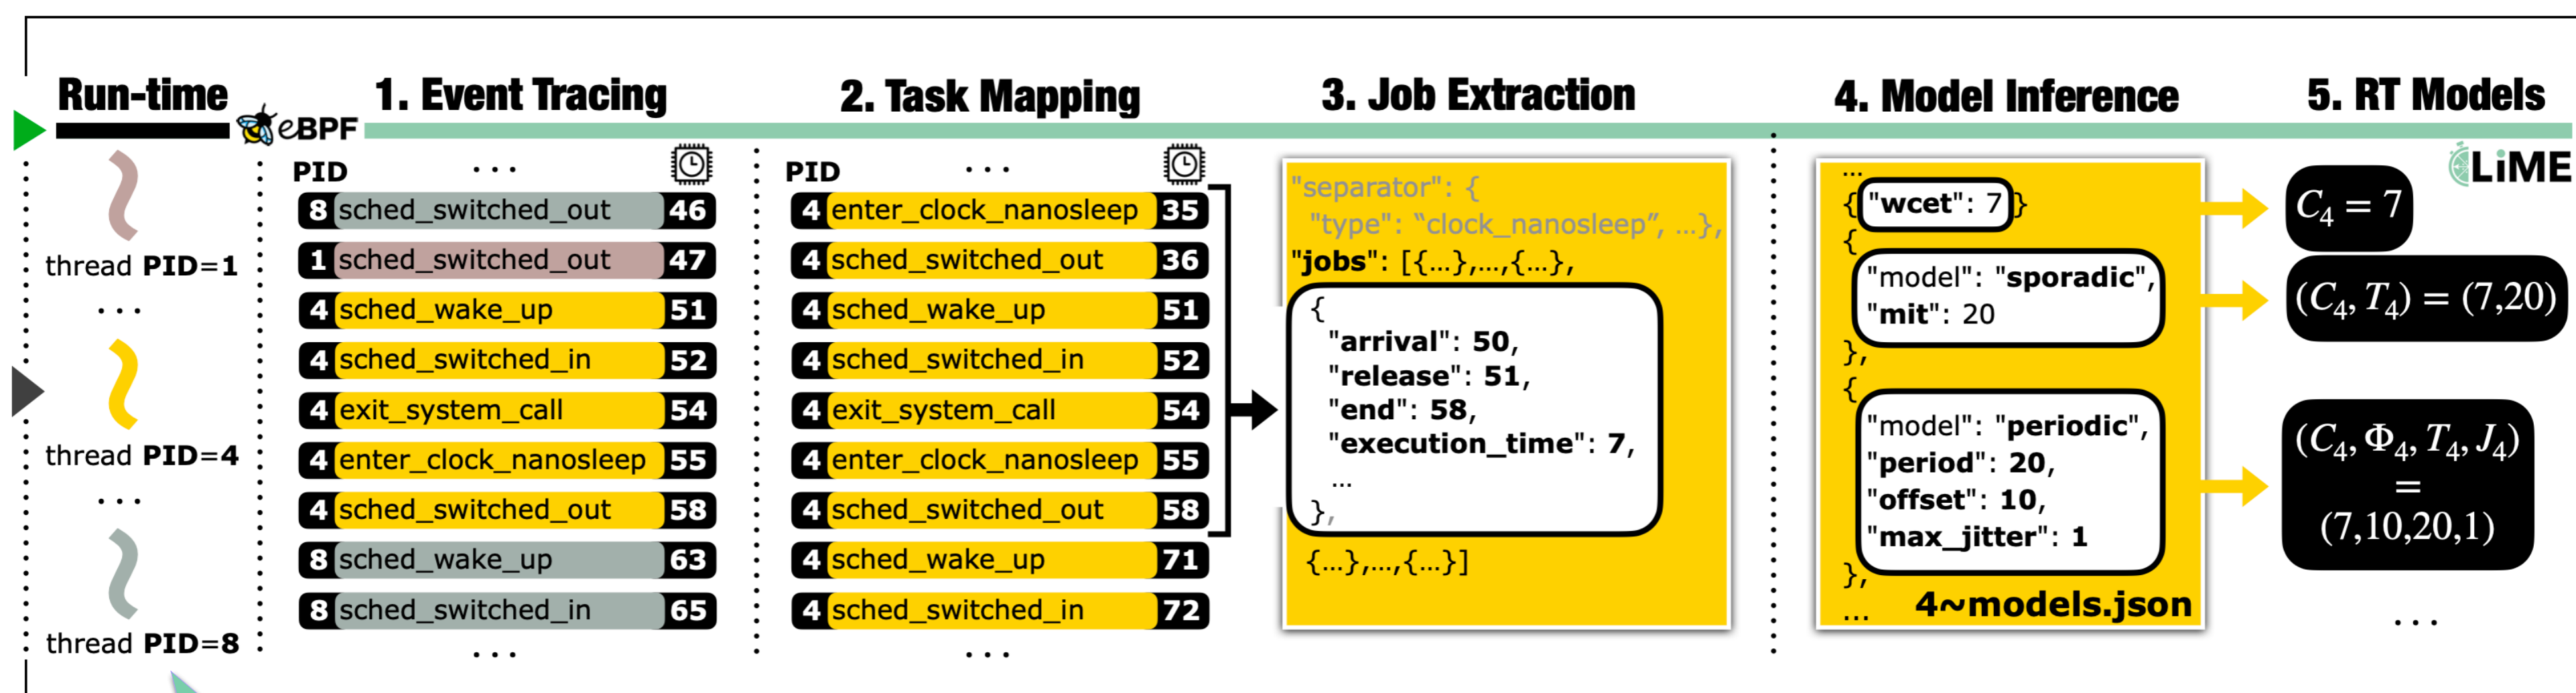 Run-time
eBPF
thread PID=1
...
thread PID=4
...
thread PID=8
1. Event Tracing
PID ...
8 sched_switched_out 46
1 sched_switched_out 47
4 sched_wake_up 51
4 sched_switched_in 52
4 exit_system_call 54
4 enter_clock_nanosleep 55
4 sched_switched_out 58
8 sched_wake_up 63
8 sched_switched_in 65
...
2. Task Mapping
PID ...
4 enter_clock_nanosleep 35
4 sched_switched_out 36
4 sched_wake_up 51
4 sched_switched_in 52
4 exit_system_call 54
4 enter_clock_nanosleep 55
4 sched_switched_out 58
4 sched_wake_up 71
4 sched_switched_in 72
...
3. Job Extraction
"separator": {
"type": “clock_nanosleep”, ...},
"jobs": [{...},...,{...},
{
"arrival": 50,
"release": 51,
"end": 58,
"execution_time": 7,
...
},
{...},...,{...}]
4. Model Inference
...
{"wcet": 7}
{
"model": "sporadic",
"mit": 20
},
{
"model": "periodic",
"period": 20,
"offset": 10,
"max_jitter": 1
},
...
4~models.json
5. RT Models
LiME
C₄ = 7
(C₄, T₄) = (7,20)
(C₄, Φ₄, T₄, J₄)
=
(7,10,20,1)
...